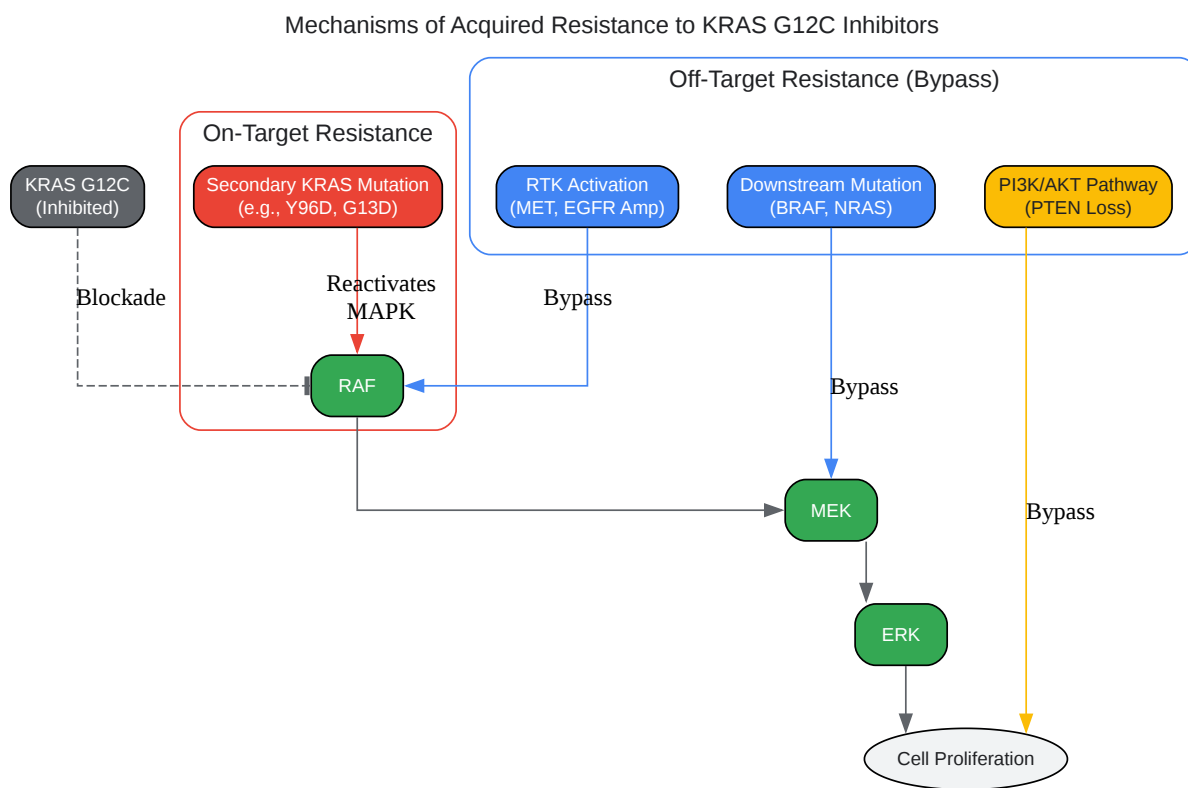 Mechanisms of Acquired Resistance to KRAS G12C Inhibitors
Off-Target Resistance (Bypass)
On-Target Resistance
KRAS G12C
(Inhibited)
Secondary KRAS Mutation
(e.g., Y96D, G13D)
RTK Activation
(MET, EGFR Amp)
Downstream Mutation
(BRAF, NRAS)
PI3K/AKT Pathway
(PTEN Loss)
Blockade
Reactivates
MAPK
Bypass
RAF
Bypass
MEK
Bypass
ERK
Cell Proliferation